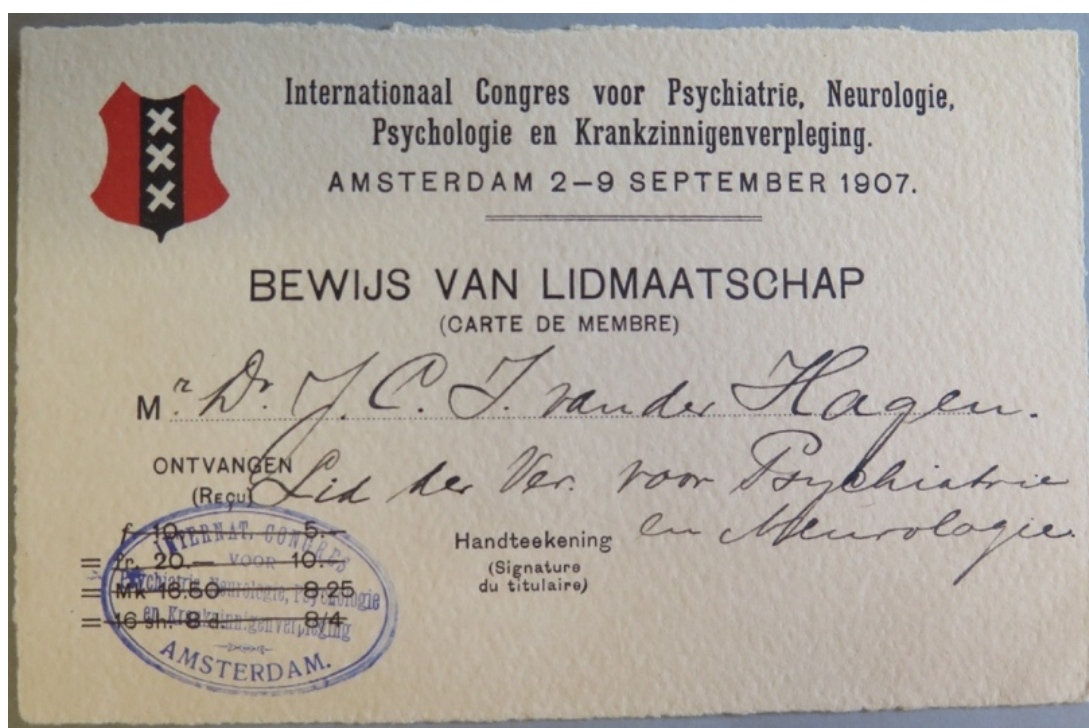 Internationaal Congres voor Psychiatrie, Neurologie,
Psychologie en Krankzinnigenverpleging.
AMSTERDAM 2–9 SEPTEMBER 1907.
BEWIJS VAN LIDMAATSCHAP
(CARTE DE MEMBRE)
M.r Dr. J. C. J. van der Hagen.
ONTVANGEN
(REÇU)
Lid der Ver. voor Psychiatrie
en Neurologie.
f 10.— 5.—
= fr. 20.— 10.—
= Mk 16.50 8.25
= 16 sh. 8 d. 8/4
INTERNAT. CONGRES
VOOR
Psychiatrie, Neurologie, Psychologie
en Krankzinnigenverpleging
AMSTERDAM.
Handteekening
(Signature
du titulaire)